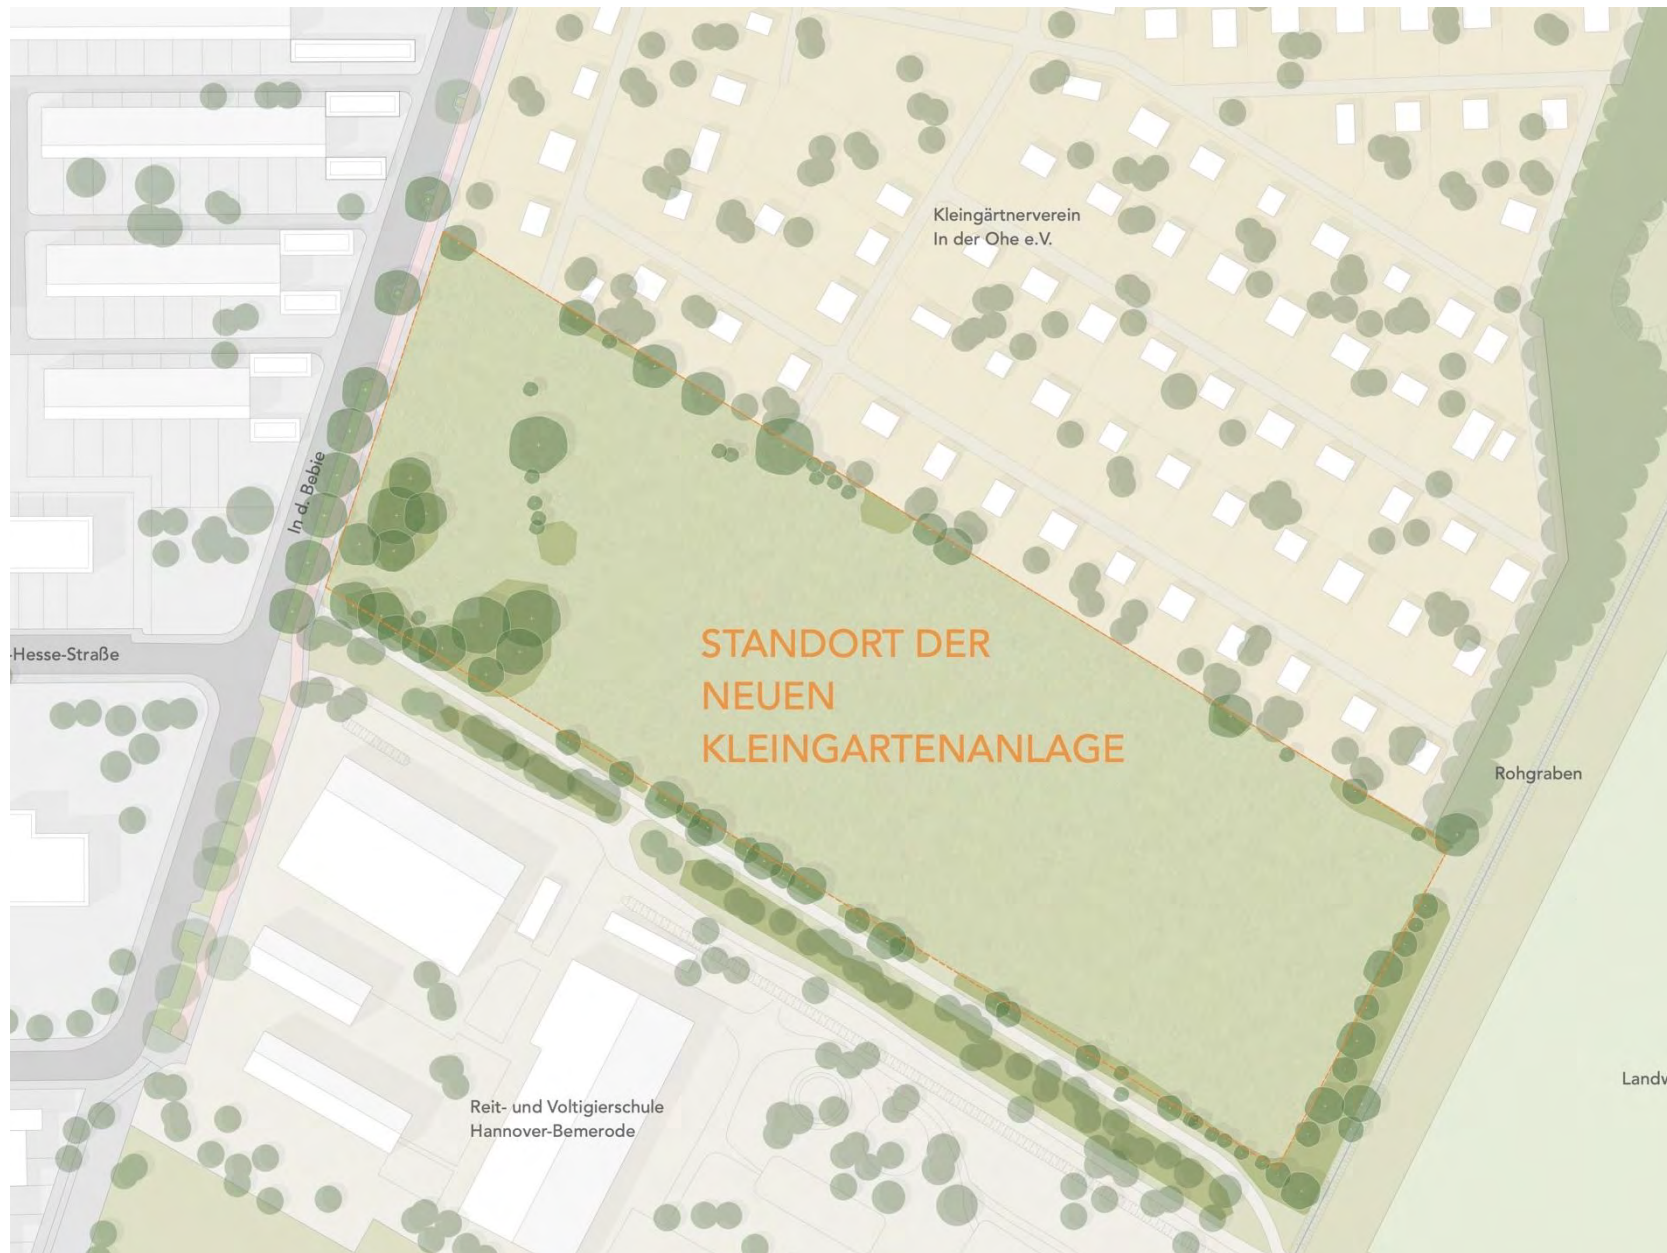 Kleingärtnerverein
In der Ohe e.V.
In d. Bebie
-Hesse-Straße
STANDORT DER
NEUEN
KLEINGARTENANLAGE
Rohgraben
Landw
Reit- und Voltigierschule
Hannover-Bemerode